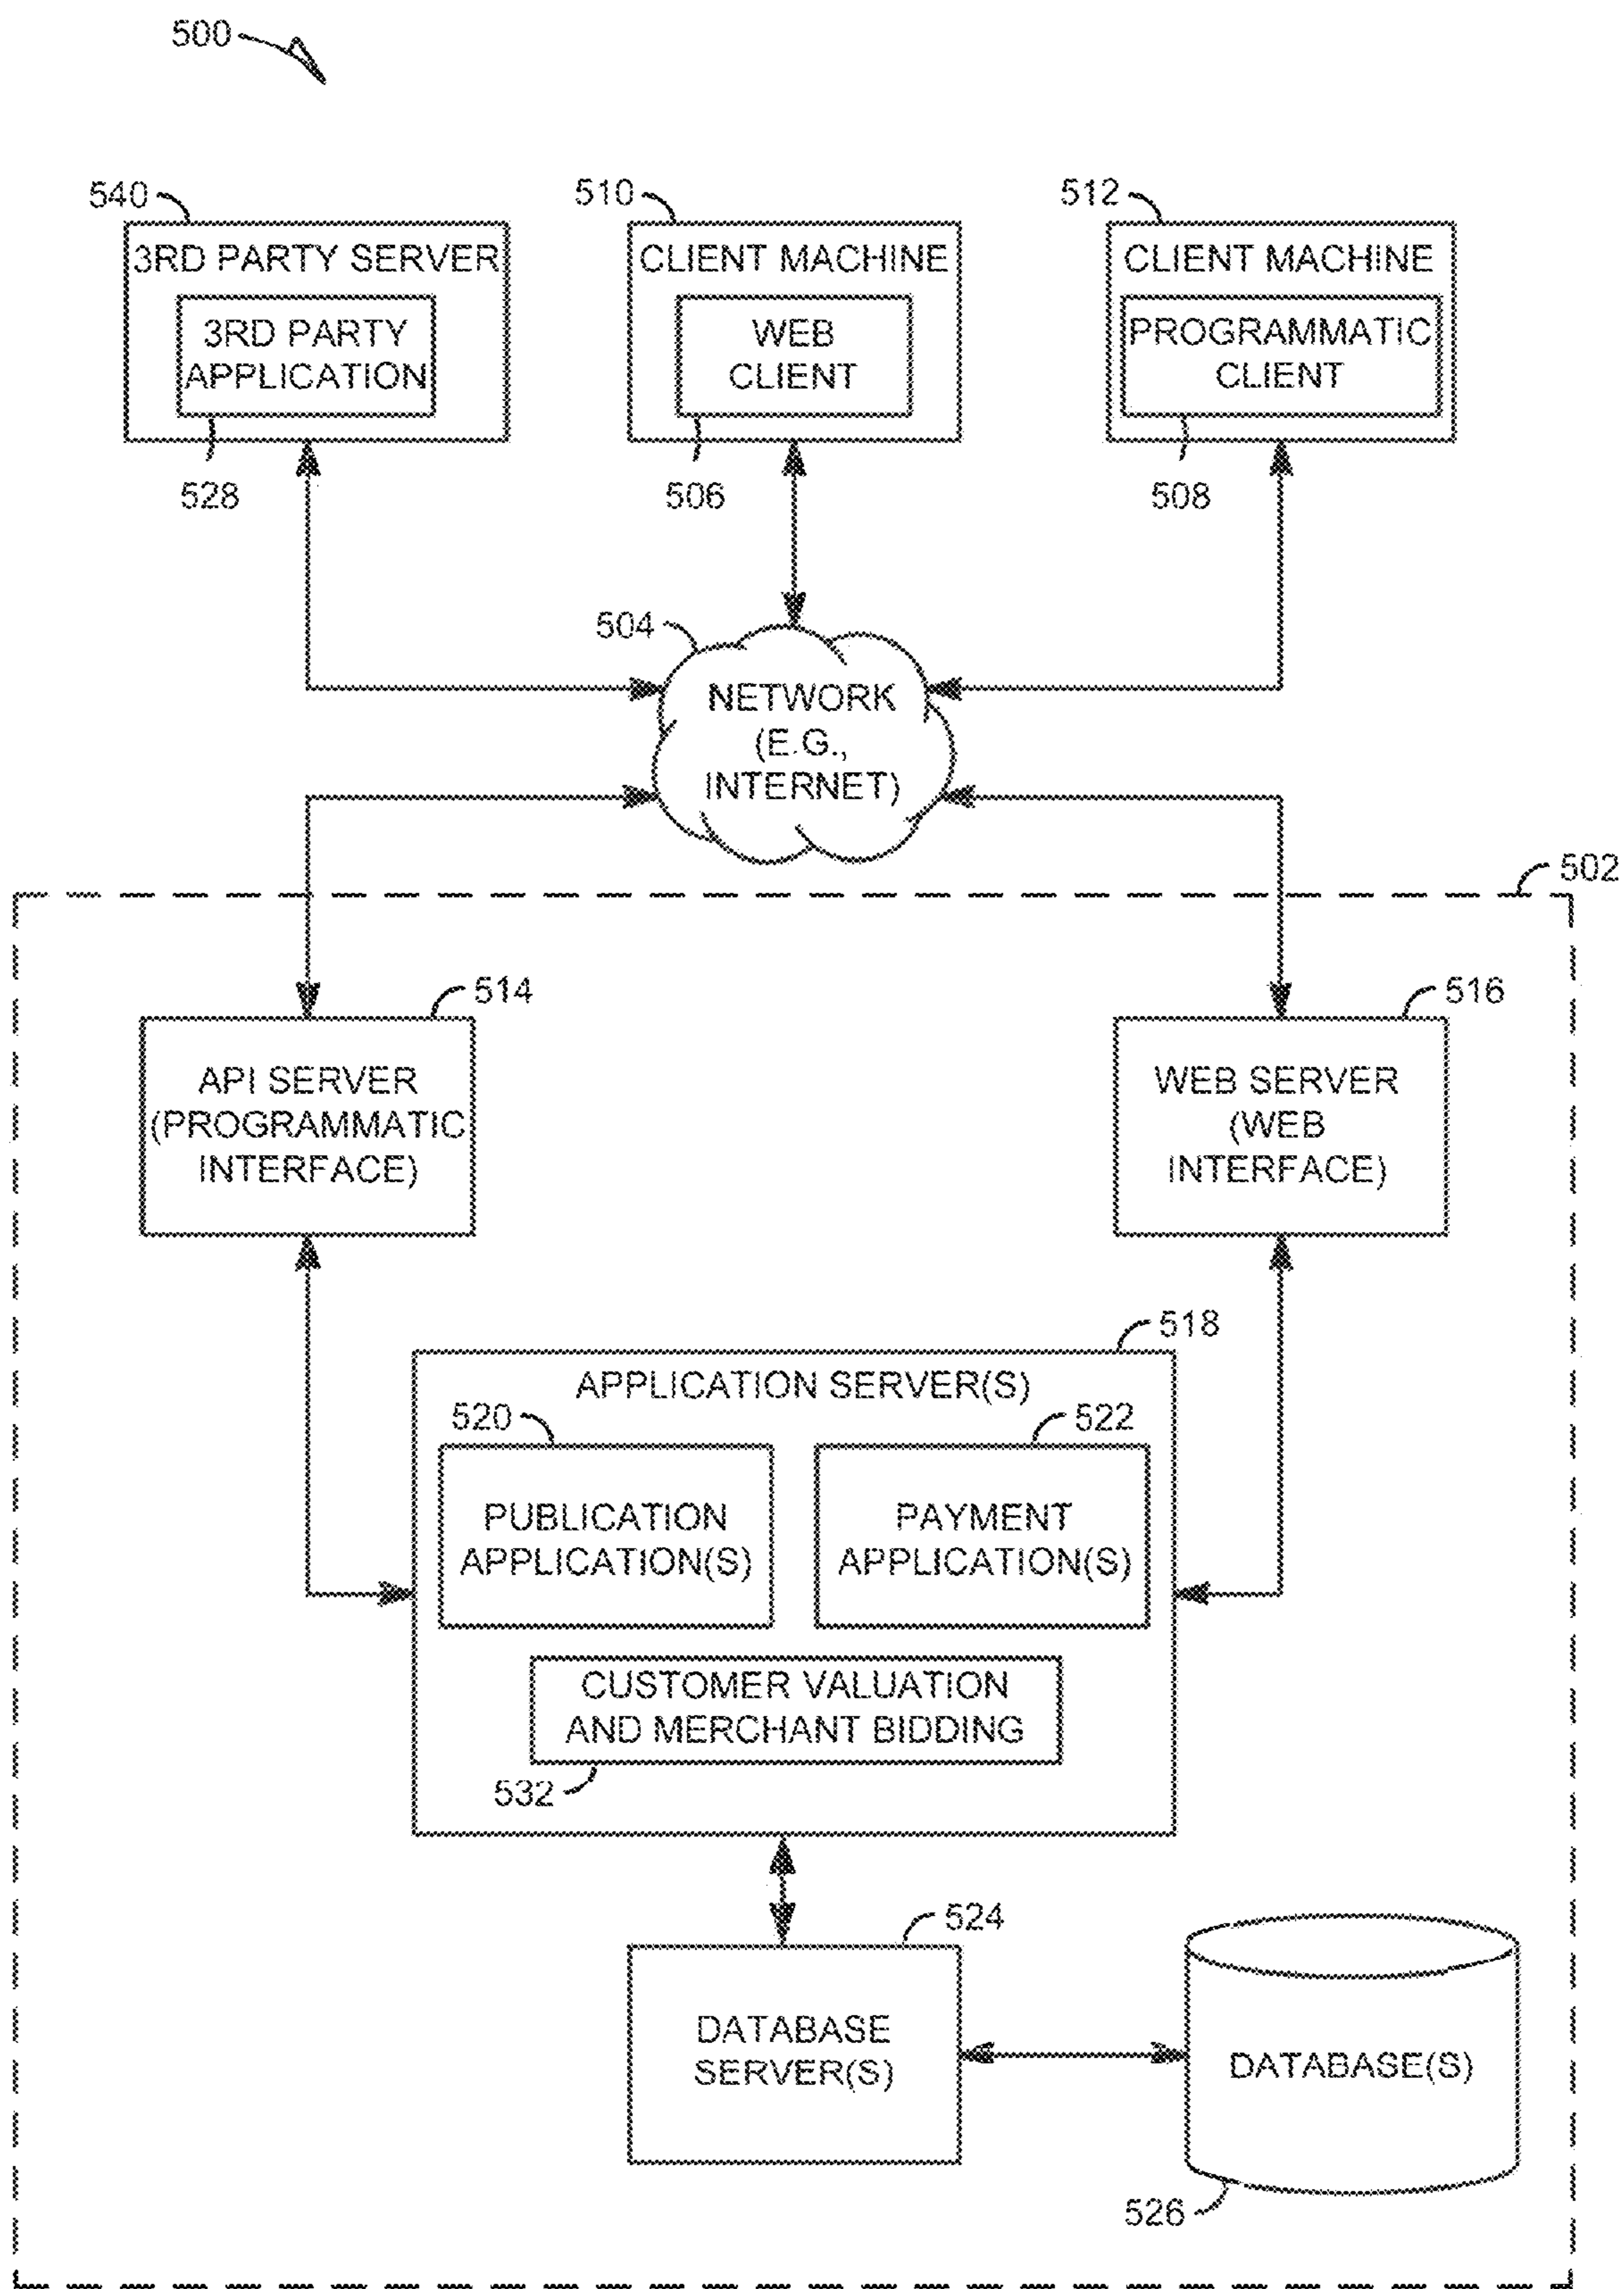 500
540
510
512
3RD PARTY SERVER
CLIENT MACHINE
CLIENT MACHINE
3RD PARTY
APPLICATION
WEB
CLIENT
PROGRAMMATIC
CLIENT
528
506
508
504
NETWORK
(E.G.,
INTERNET)
502
514
516
API SERVER
(PROGRAMMATIC
INTERFACE)
WEB SERVER
(WEB
INTERFACE)
518
APPLICATION SERVER(S)
520
522
PUBLICATION
APPLICATION(S)
PAYMENT
APPLICATION(S)
CUSTOMER VALUATION
AND MERCHANT BIDDING
532
524
DATABASE
SERVER(S)
DATABASE(S)
526